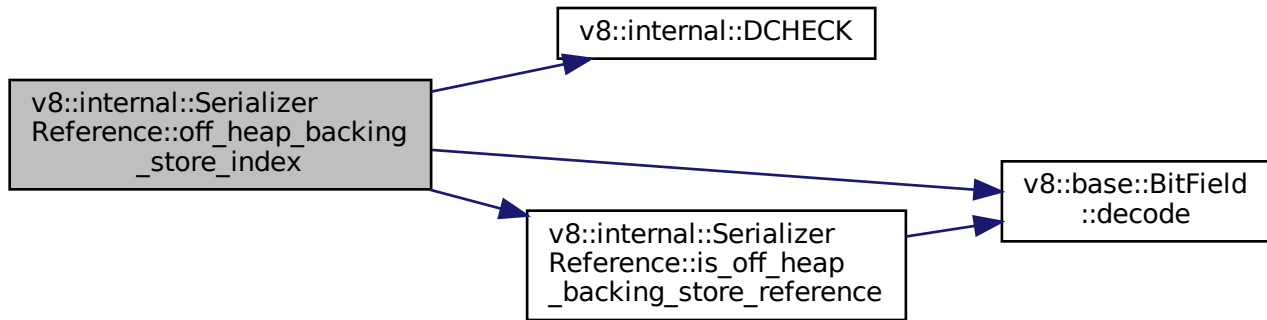 v8::internal::DCHECK
v8::internal::Serializer
Reference::off_heap_backing
_store_index
v8::base::BitField
::decode
v8::internal::Serializer
Reference::is_off_heap
_backing_store_reference